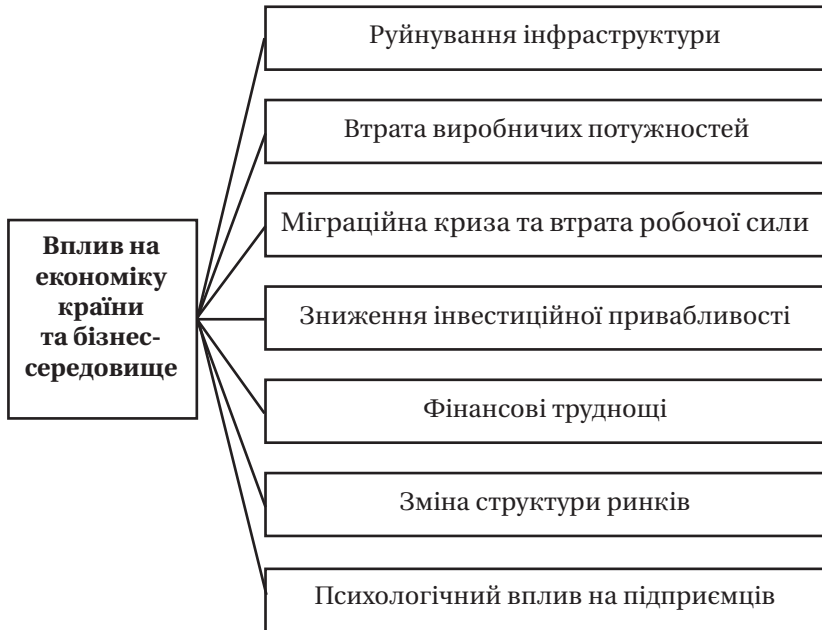 Вплив на
економіку
країни
та бізнес-
середовище
Руйнування інфраструктури
Втрата виробничих потужностей
Міграційна криза та втрата робочої сили
Зниження інвестиційної привабливості
Фінансові труднощі
Зміна структури ринків
Психологічний вплив на підприємців